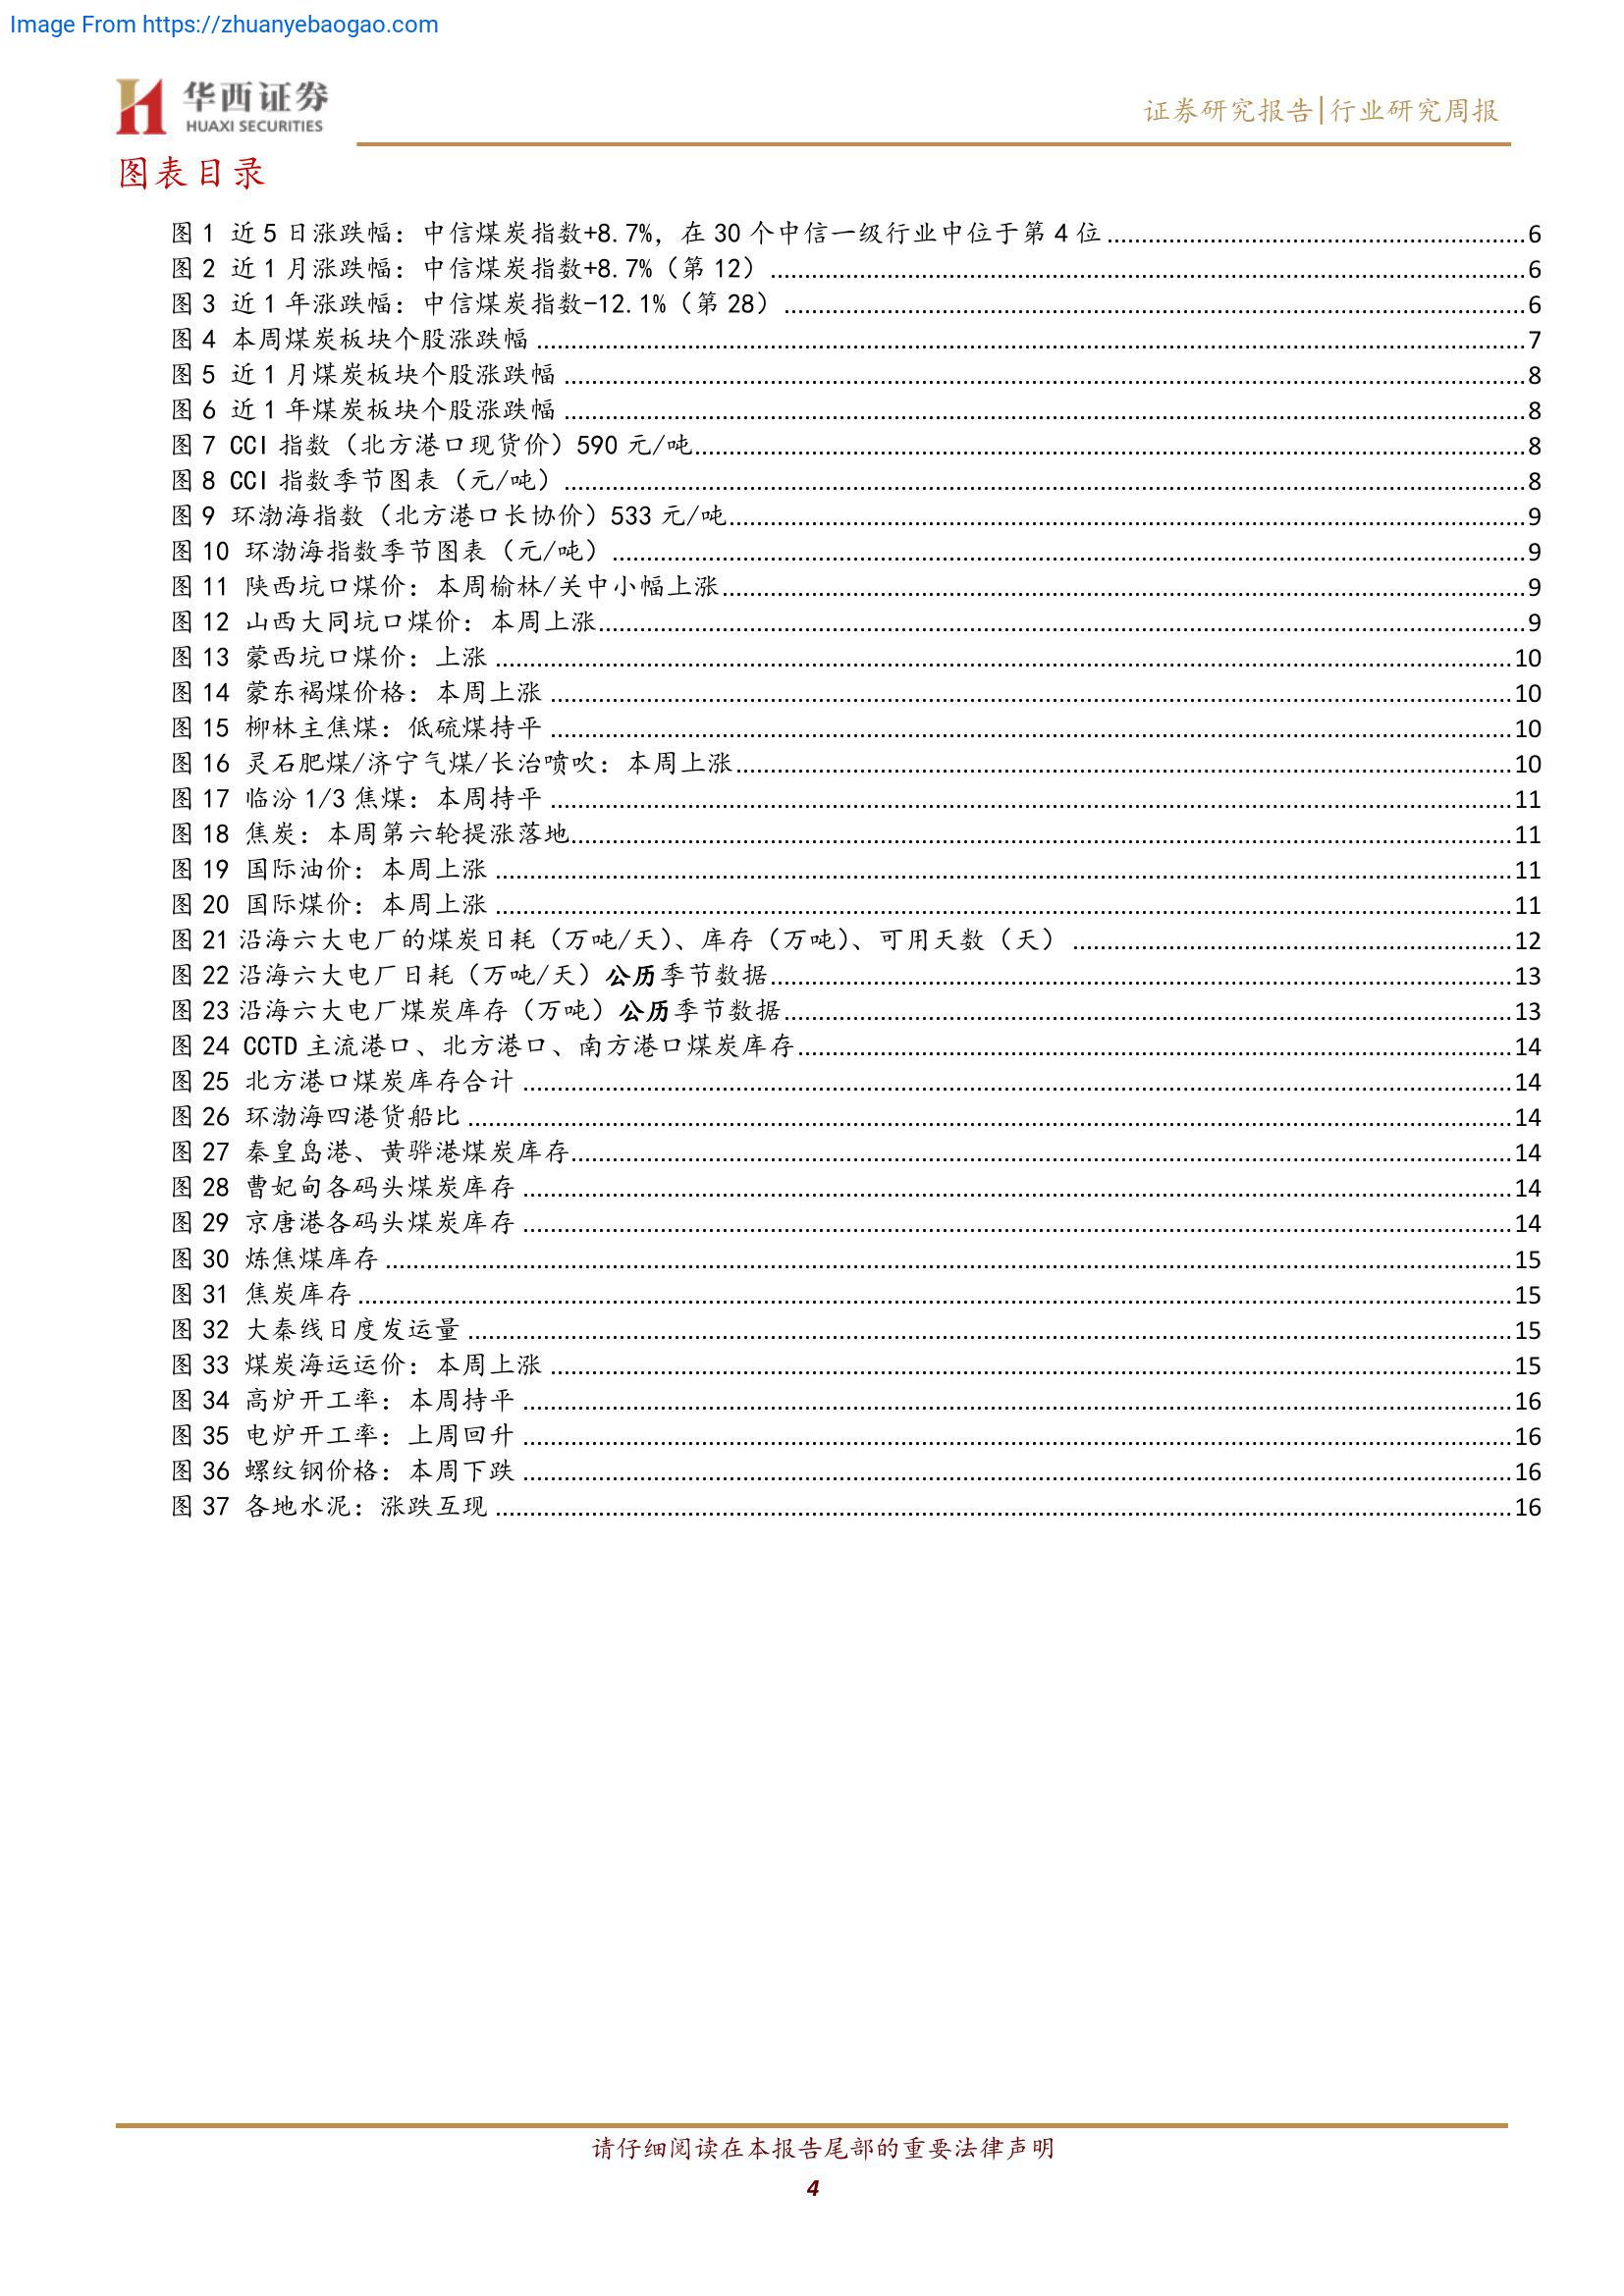 Image From https://zhuanyebaogao.com
华西证券
HUAXI SECURITIES
证券研究报告|行业研究周报
图表目录
图 1 近 5 日涨跌幅：中信煤炭指数+8.7%，在 30 个中信一级行业中位于第 4 位 6
图 2 近 1 月涨跌幅：中信煤炭指数+8.7%（第 12） 6
图 3 近 1 年涨跌幅：中信煤炭指数-12.1%（第 28） 6
图 4 本周煤炭板块个股涨跌幅 7
图 5 近 1 月煤炭板块个股涨跌幅 8
图 6 近 1 年煤炭板块个股涨跌幅 8
图 7 CCI 指数（北方港口现货价）590 元/吨 8
图 8 CCI 指数季节图表（元/吨） 8
图 9 环渤海指数（北方港口长协价）533 元/吨 9
图 10 环渤海指数季节图表（元/吨） 9
图 11 陕西坑口煤价：本周榆林/关中小幅上涨 9
图 12 山西大同坑口煤价：本周上涨 9
图 13 蒙西坑口煤价：上涨 10
图 14 蒙东褐煤价格：本周上涨 10
图 15 柳林主焦煤：低硫煤持平 10
图 16 灵石肥煤/济宁气煤/长治喷吹：本周上涨 10
图 17 临汾 1/3 焦煤：本周持平 11
图 18 焦炭：本周第六轮提涨落地 11
图 19 国际油价：本周上涨 11
图 20 国际煤价：本周上涨 11
图 21 沿海六大电厂的煤炭日耗（万吨/天）、库存（万吨）、可用天数（天） 12
图 22 沿海六大电厂日耗（万吨/天）公历季节数据 13
图 23 沿海六大电厂煤炭库存（万吨）公历季节数据 13
图 24 CCTD 主流港口、北方港口、南方港口煤炭库存 14
图 25 北方港口煤炭库存合计 14
图 26 环渤海四港货船比 14
图 27 秦皇岛港、黄骅港煤炭库存 14
图 28 曹妃甸各码头煤炭库存 14
图 29 京唐港各码头煤炭库存 14
图 30 炼焦煤库存 15
图 31 焦炭库存 15
图 32 大秦线日度发运量 15
图 33 煤炭海运运价：本周上涨 15
图 34 高炉开工率：本周持平 16
图 35 电炉开工率：上周回升 16
图 36 螺纹钢价格：本周下跌 16
图 37 各地水泥：涨跌互现 16
请仔细阅读在本报告尾部的重要法律声明
4